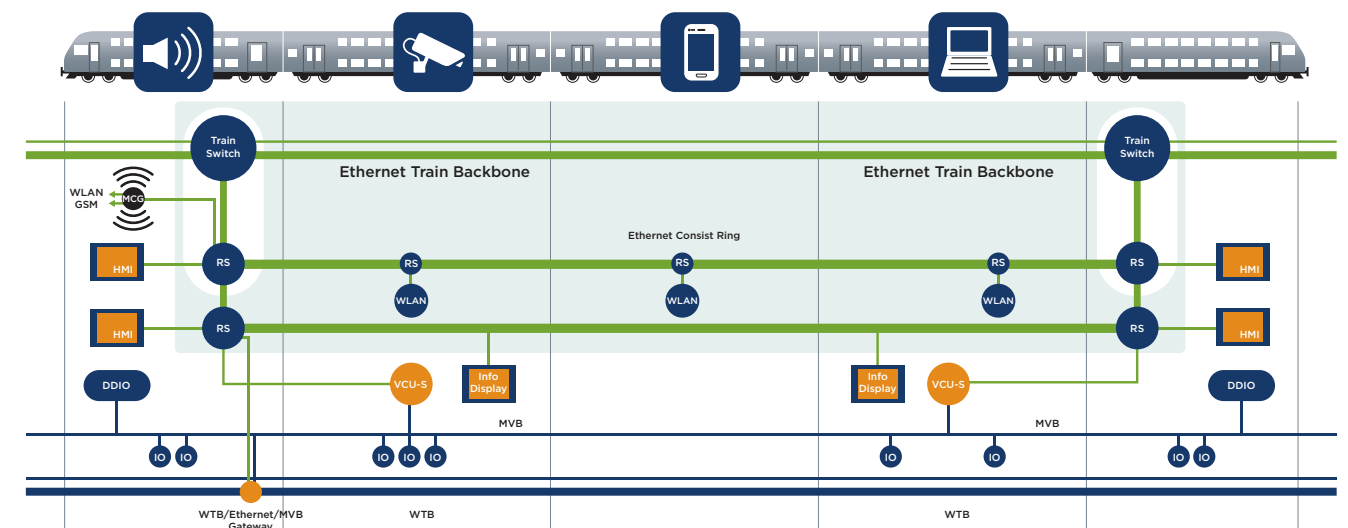 Train
Switch
Train
Switch
Ethernet Train Backbone
Ethernet Train Backbone
WLAN
GSM
MCG
Ethernet Consist Ring
HMI
RS
RS
RS
RS
RS
HMI
WLAN
WLAN
WLAN
HMI
RS
RS
HMI
DDIO
VCU-S
Info
Display
Info
Display
VCU-S
DDIO
MVB
MVB
IO
IO
IO
IO
IO
IO
IO
IO
IO
WTB/Ethernet/MVB
Gateway
WTB
WTB